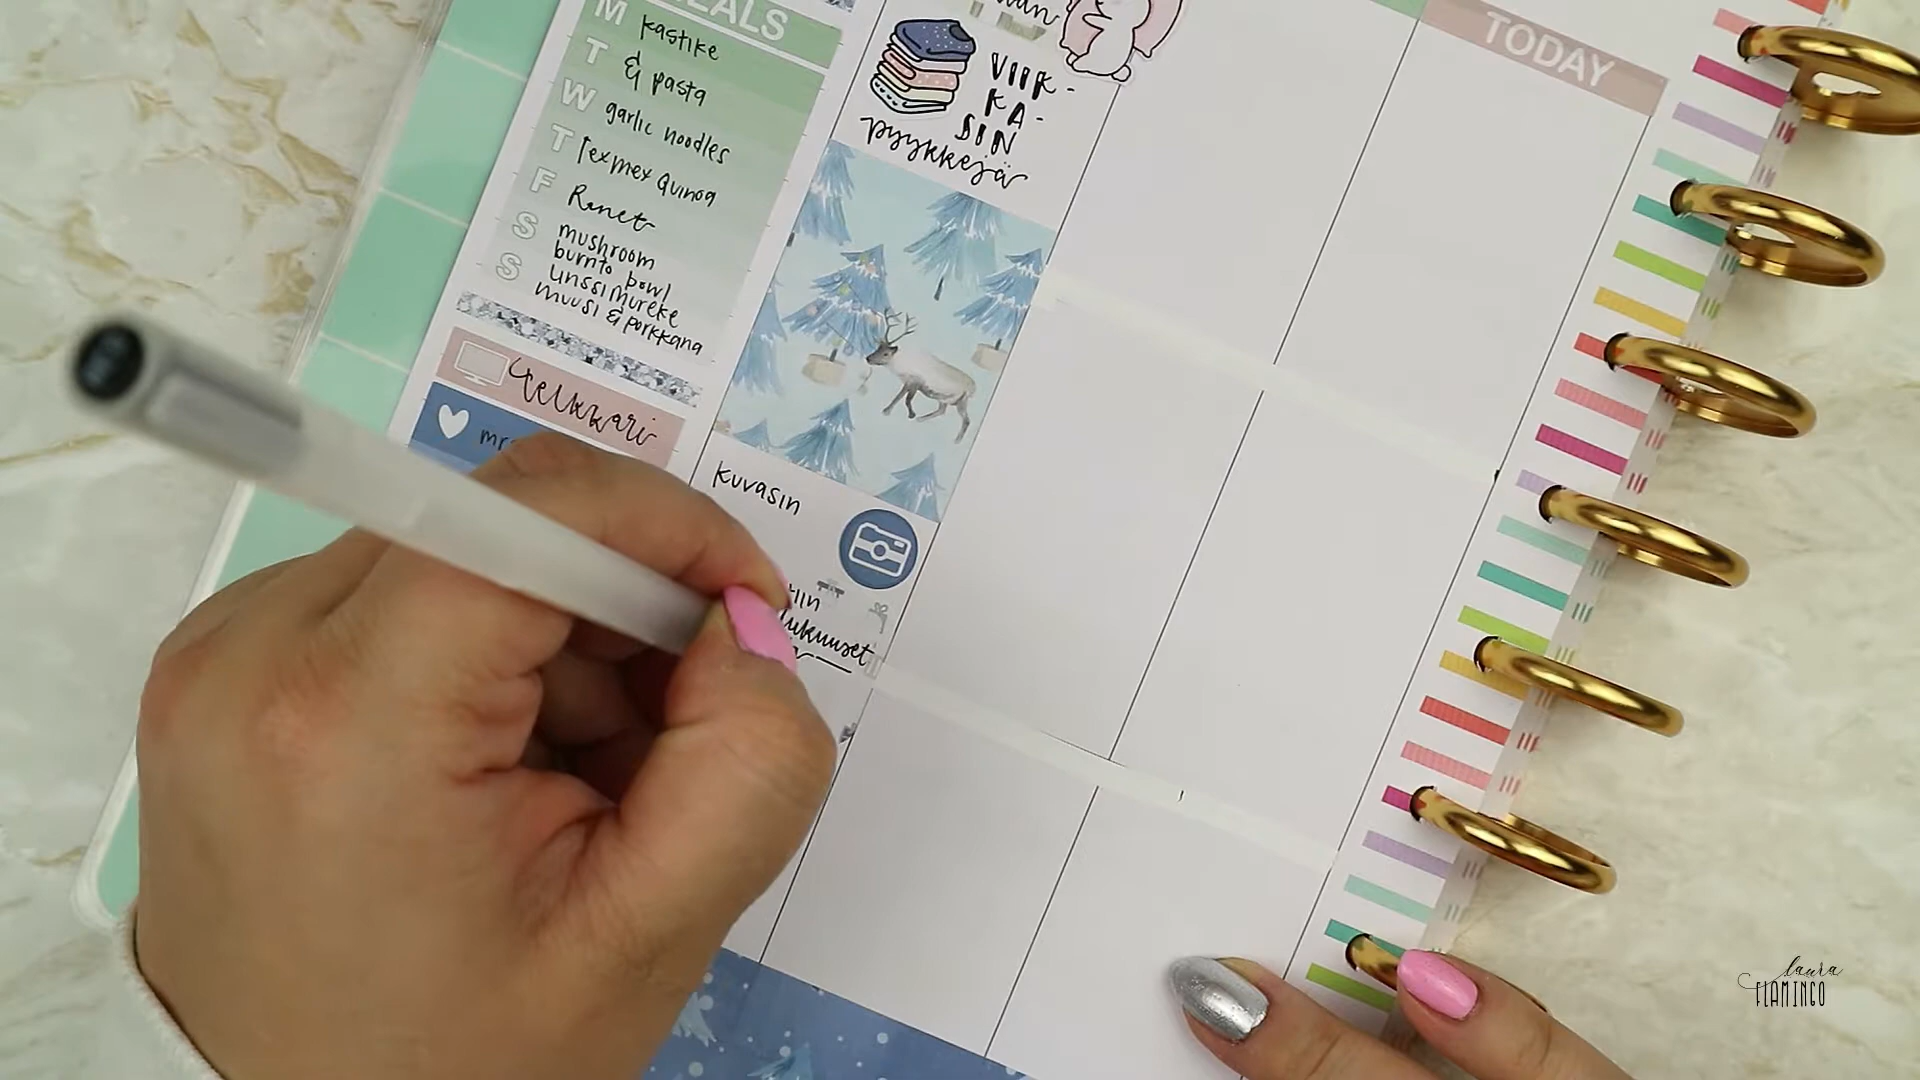 MEALS
M kastike
T & pasta
W garlic noodles
T Texmex Quinoa
F Ranet
S mushroom
burrito bowl
S linssimureke
muusi & porkkana
Telkkari
VIIK-
KA-
SIN
pyykkejä
kuvasin
TODAY
laura
FLAMINGO